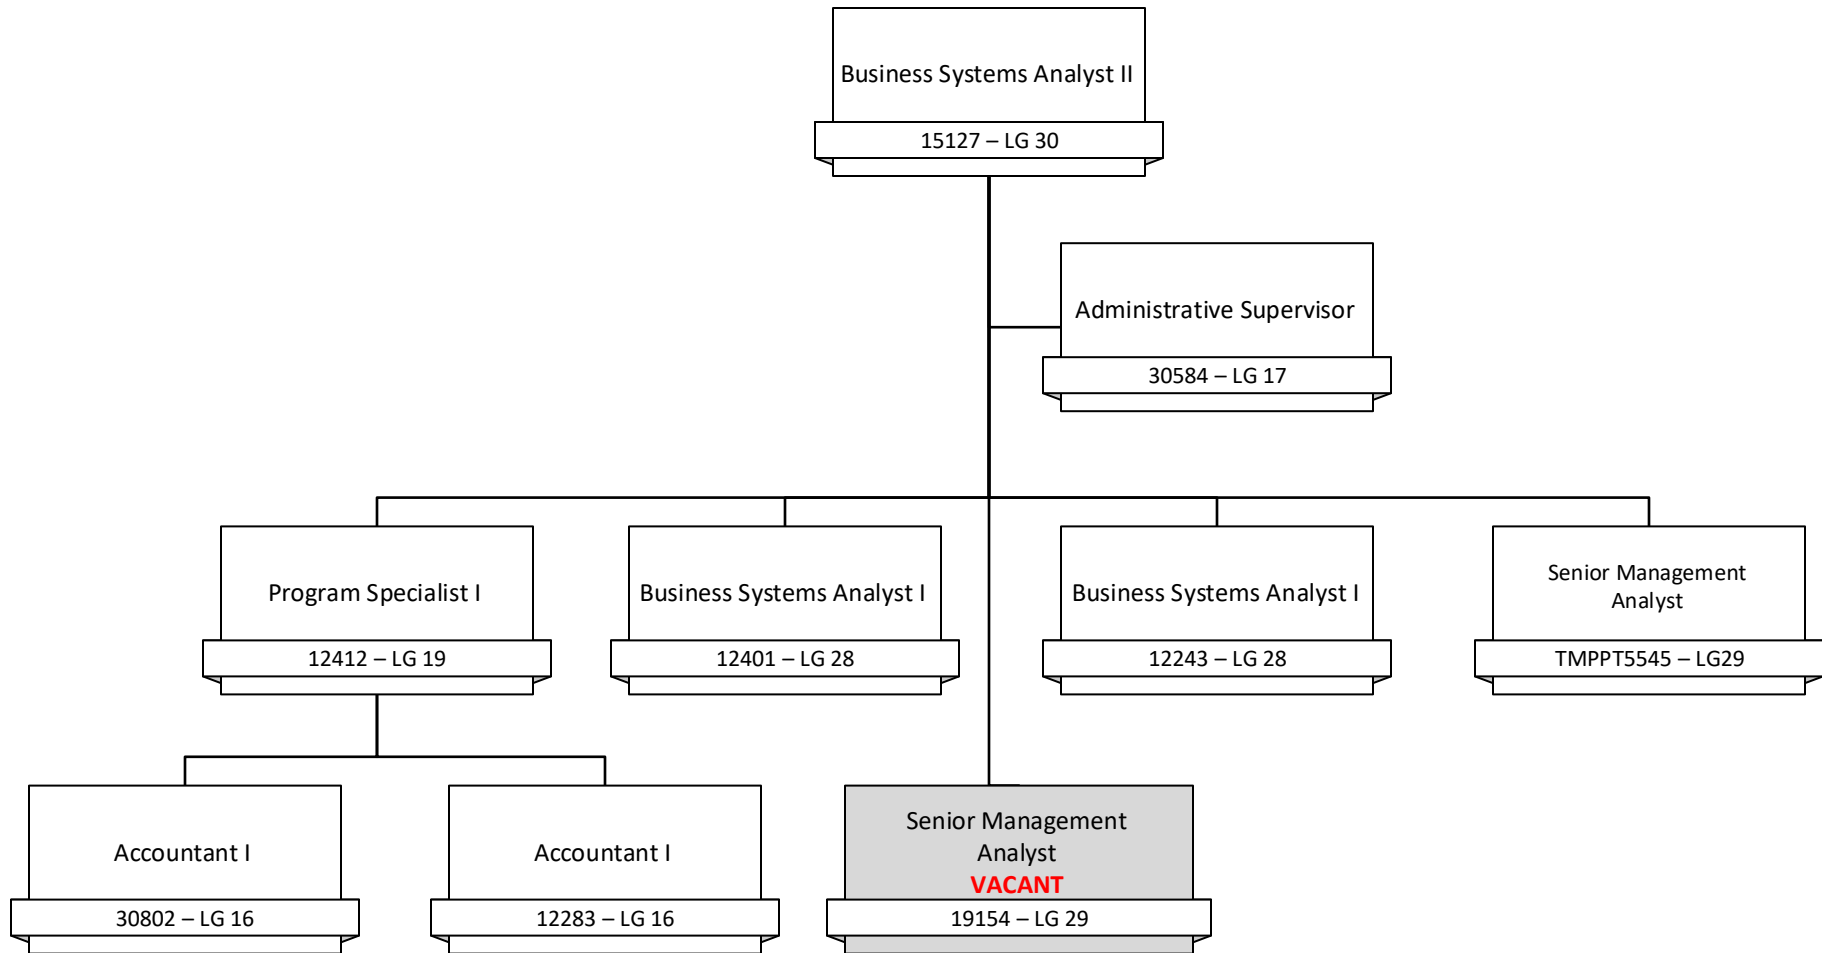 Business Systems Analyst II
15127 – LG 30
Administrative Supervisor
30584 – LG 17
Program Specialist I
12412 – LG 19
Business Systems Analyst I
12401 – LG 28
Business Systems Analyst I
12243 – LG 28
Senior Management
Analyst
TMPPT5545 – LG29
Accountant I
30802 – LG 16
Accountant I
12283 – LG 16
Senior Management
Analyst
VACANT
19154 – LG 29